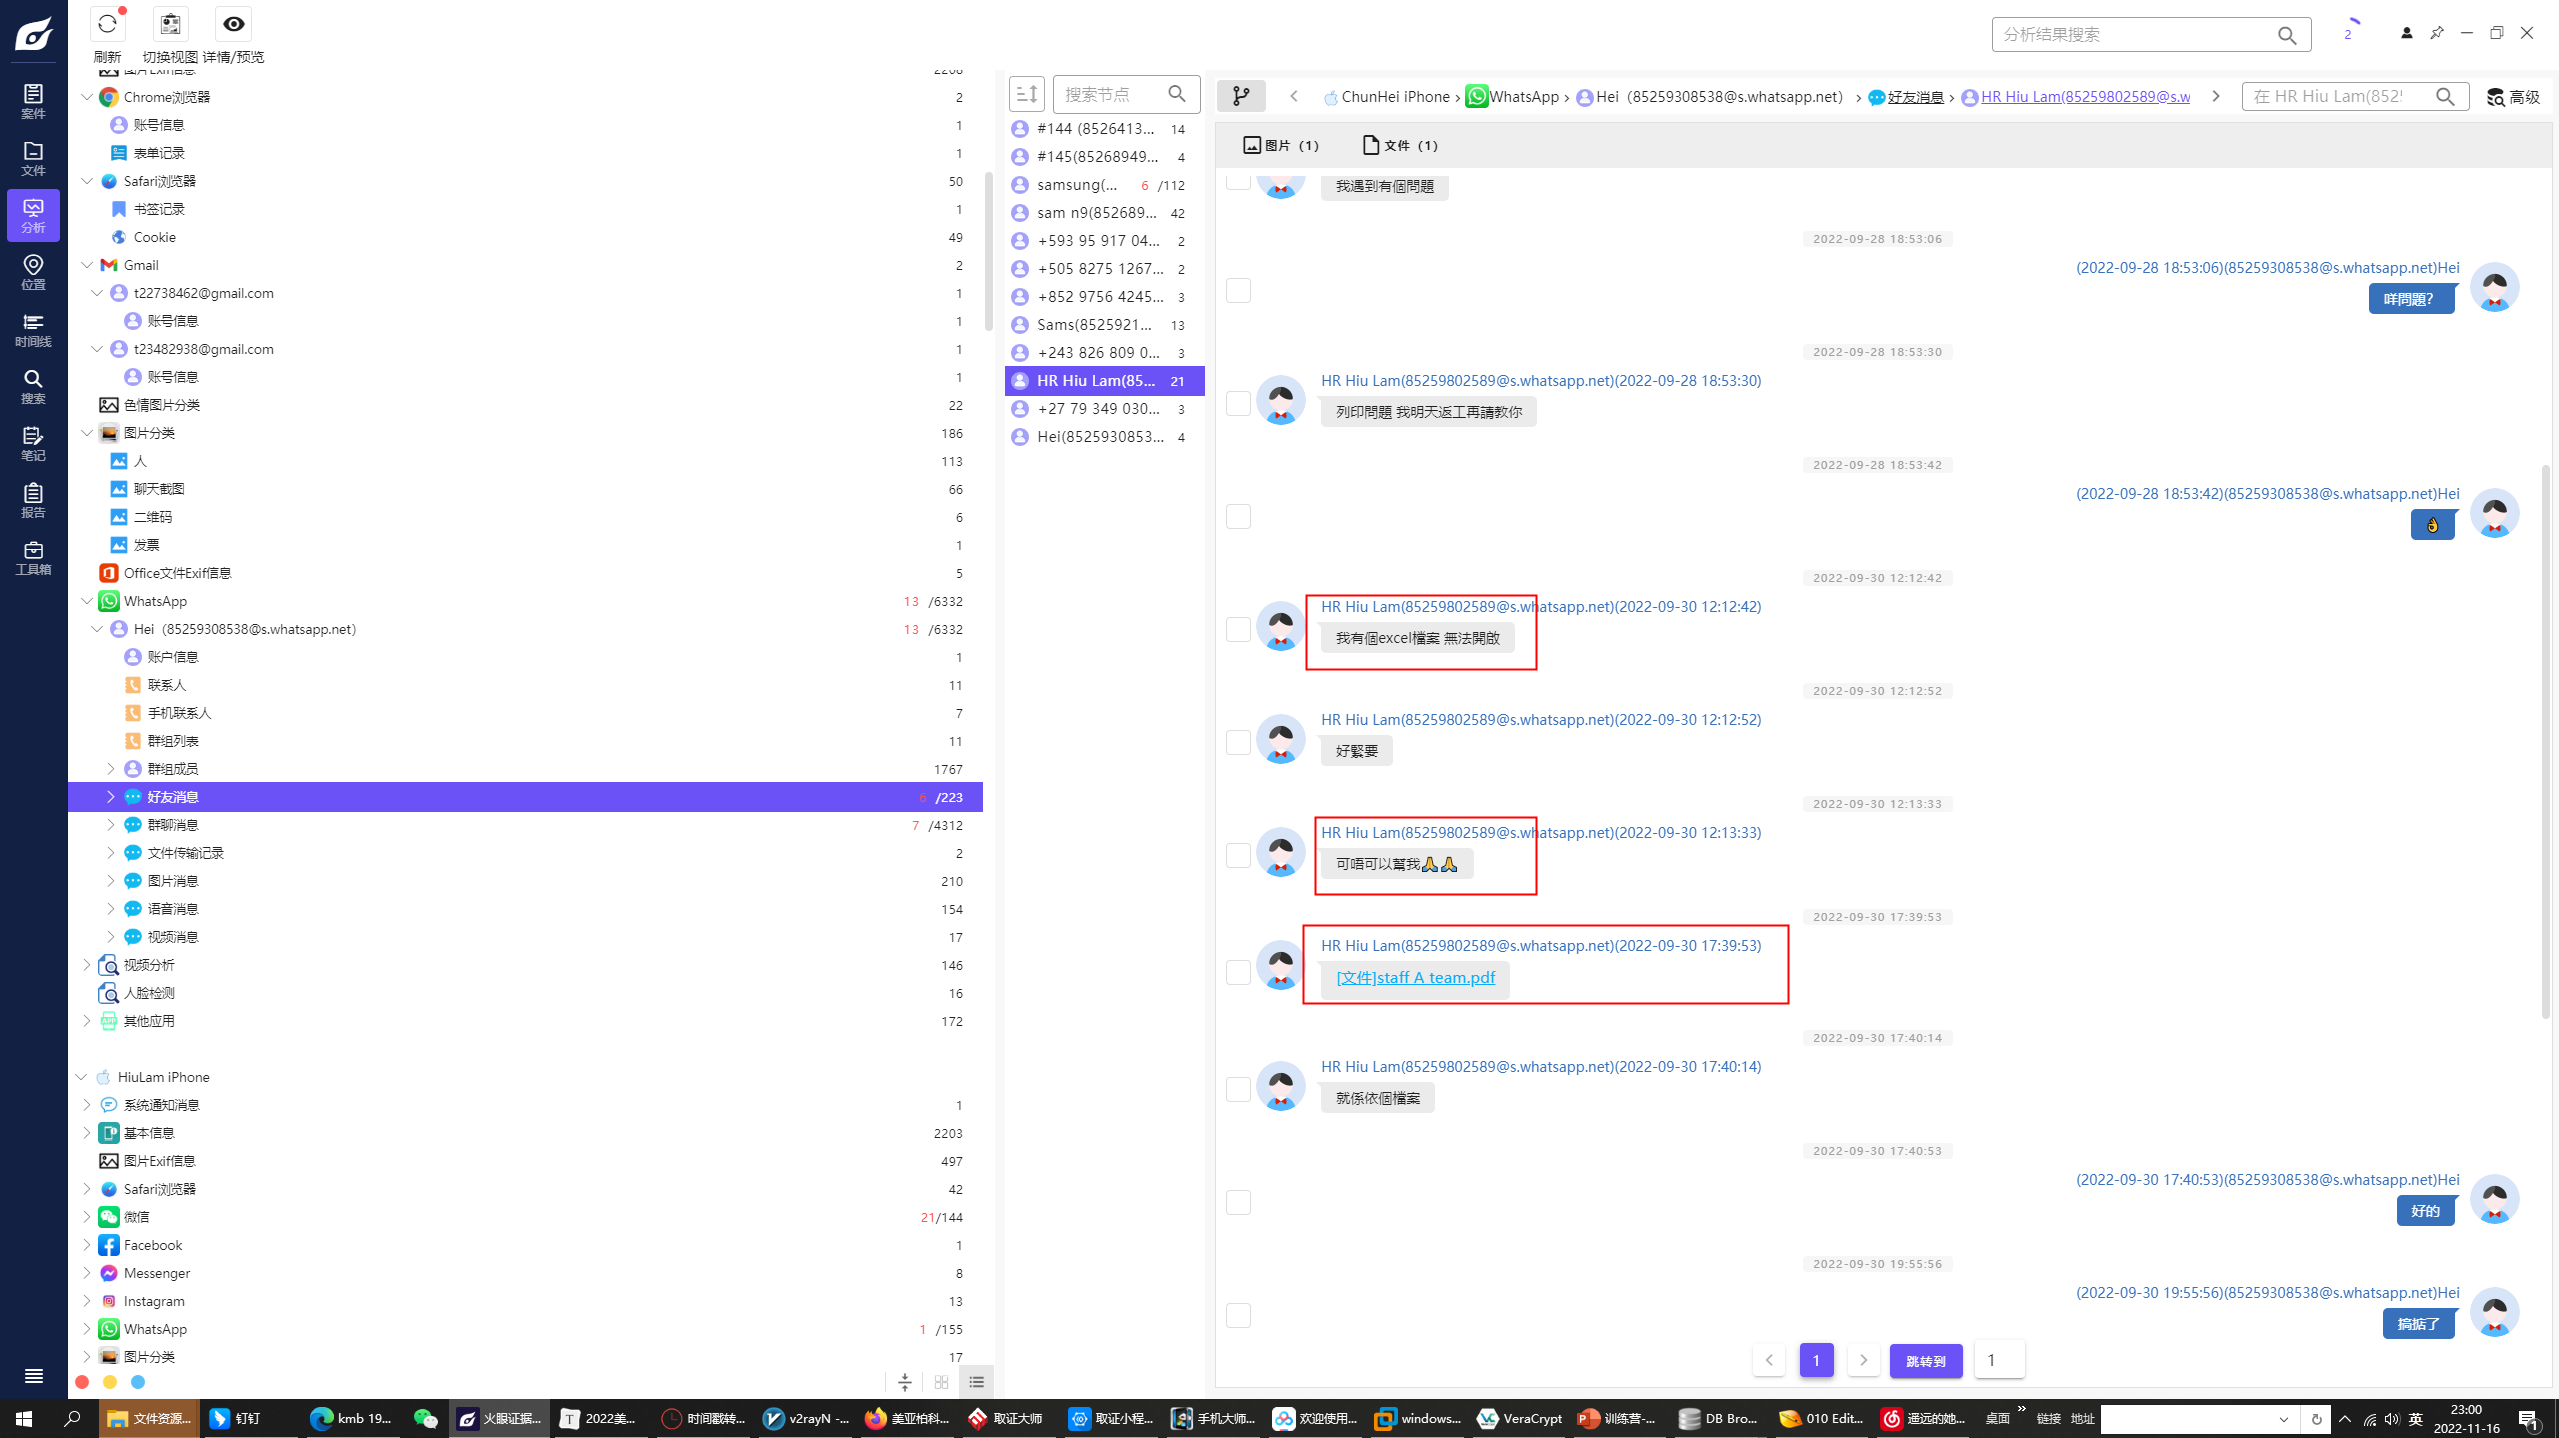 刷新
切换视图
详情/预览
分析结果搜索
2
案件
文件
分析
位置
时间线
搜索
笔记
报告
工具箱
图片Exif信息 2206
Chrome浏览器 2
账号信息 1
表单记录 1
Safari浏览器 50
书签记录 1
Cookie 49
Gmail 2
t22738462@gmail.com 1
账号信息 1
t23482938@gmail.com 1
账号信息 1
色情图片分类 22
图片分类 186
人 113
聊天截图 66
二维码 6
发票 1
Office文件Exif信息 5
WhatsApp 13 /6332
Hei（85259308538@s.whatsapp.net） 13 /6332
账户信息 1
联系人 11
手机联系人 7
群组列表 11
群组成员 1767
好友消息 6 /223
群聊消息 7 /4312
文件传输记录 2
图片消息 210
语音消息 154
视频消息 17
视频分析 146
人脸检测 16
其他应用 172
HiuLam iPhone
系统通知消息 1
基本信息 2203
图片Exif信息 497
Safari浏览器 42
微信 21/144
Facebook 1
Messenger 8
Instagram 13
WhatsApp 1 /155
图片分类 17
搜索节点
#144 (8526413... 14
#145(85268949... 4
samsung(... 6 /112
sam n9(852689... 42
+593 95 917 04... 2
+505 8275 1267... 2
+852 9756 4245... 3
Sams(8525921... 13
+243 826 809 0... 3
HR Hiu Lam(85... 21
+27 79 349 030... 3
Hei(8525930853... 4
ChunHei iPhone › WhatsApp › Hei（85259308538@s.whatsapp.net） › 好友消息 › HR Hiu Lam(85259802589@s.w
在 HR Hiu Lam(852!
高级
图片（1）
文件（1）
我遇到有個問題
2022-09-28 18:53:06
(2022-09-28 18:53:06)(85259308538@s.whatsapp.net)Hei
咩問題？
2022-09-28 18:53:30
HR Hiu Lam(85259802589@s.whatsapp.net)(2022-09-28 18:53:30)
列印問題 我明天返工再請教你
2022-09-28 18:53:42
(2022-09-28 18:53:42)(85259308538@s.whatsapp.net)Hei
👌
2022-09-30 12:12:42
HR Hiu Lam(85259802589@s.whatsapp.net)(2022-09-30 12:12:42)
我有個excel檔案 無法開啟
2022-09-30 12:12:52
HR Hiu Lam(85259802589@s.whatsapp.net)(2022-09-30 12:12:52)
好緊要
2022-09-30 12:13:33
HR Hiu Lam(85259802589@s.whatsapp.net)(2022-09-30 12:13:33)
可唔可以幫我🙏🙏
2022-09-30 17:39:53
HR Hiu Lam(85259802589@s.whatsapp.net)(2022-09-30 17:39:53)
[文件]staff A team.pdf
2022-09-30 17:40:14
HR Hiu Lam(85259802589@s.whatsapp.net)(2022-09-30 17:40:14)
就係依個檔案
2022-09-30 17:40:53
(2022-09-30 17:40:53)(85259308538@s.whatsapp.net)Hei
好的
2022-09-30 19:55:56
(2022-09-30 19:55:56)(85259308538@s.whatsapp.net)Hei
搞掂了
1
跳转到
1
文件资源...
钉钉
kmb 19...
火眼证据...
2022美...
时间戳转...
v2rayN -...
美亚柏科...
取证大师
取证小程...
手机大师...
欢迎使用...
windows...
VeraCrypt
训练营-...
DB Bro...
010 Edit...
遥远的她...
桌面
链接
地址
英
23:00
2022-11-16
1